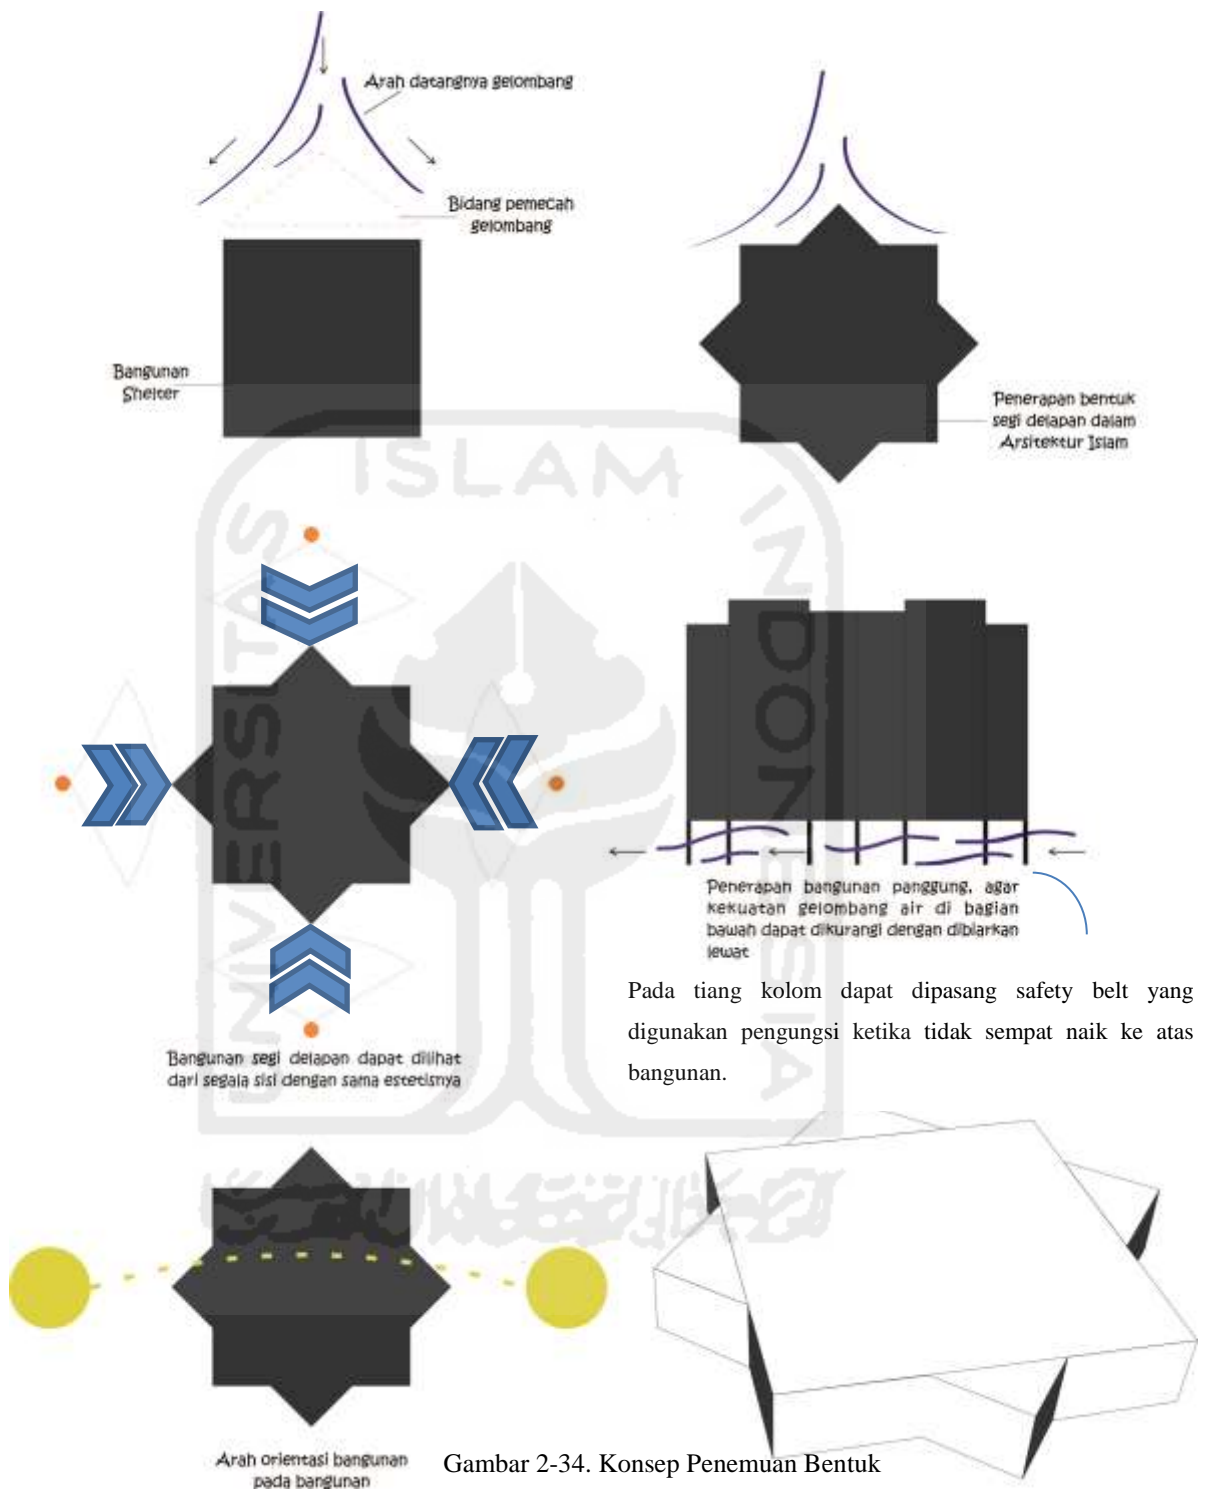 Arah datangnya gelombang
Bidang pemecah
gelombang
Bangunan
Shelter
Penerapan bentuk
segi delapan dalam
Arsitektur Islam
Penerapan bangunan panggung, agar
kekuatan gelombang air di bagian
bawah dapat dikurangi dengan dibiarkan
lewat
Pada tiang kolom dapat dipasang safety belt yang
digunakan pengungsi ketika tidak sempat naik ke atas
bangunan.
Bangunan segi delapan dapat dilihat
dari segala sisi dengan sama estetisnya
Arah orientasi bangunan
pada bangunan
Gambar 2-34. Konsep Penemuan Bentuk
UNIVERSITAS
ISLAM
INDONESIA